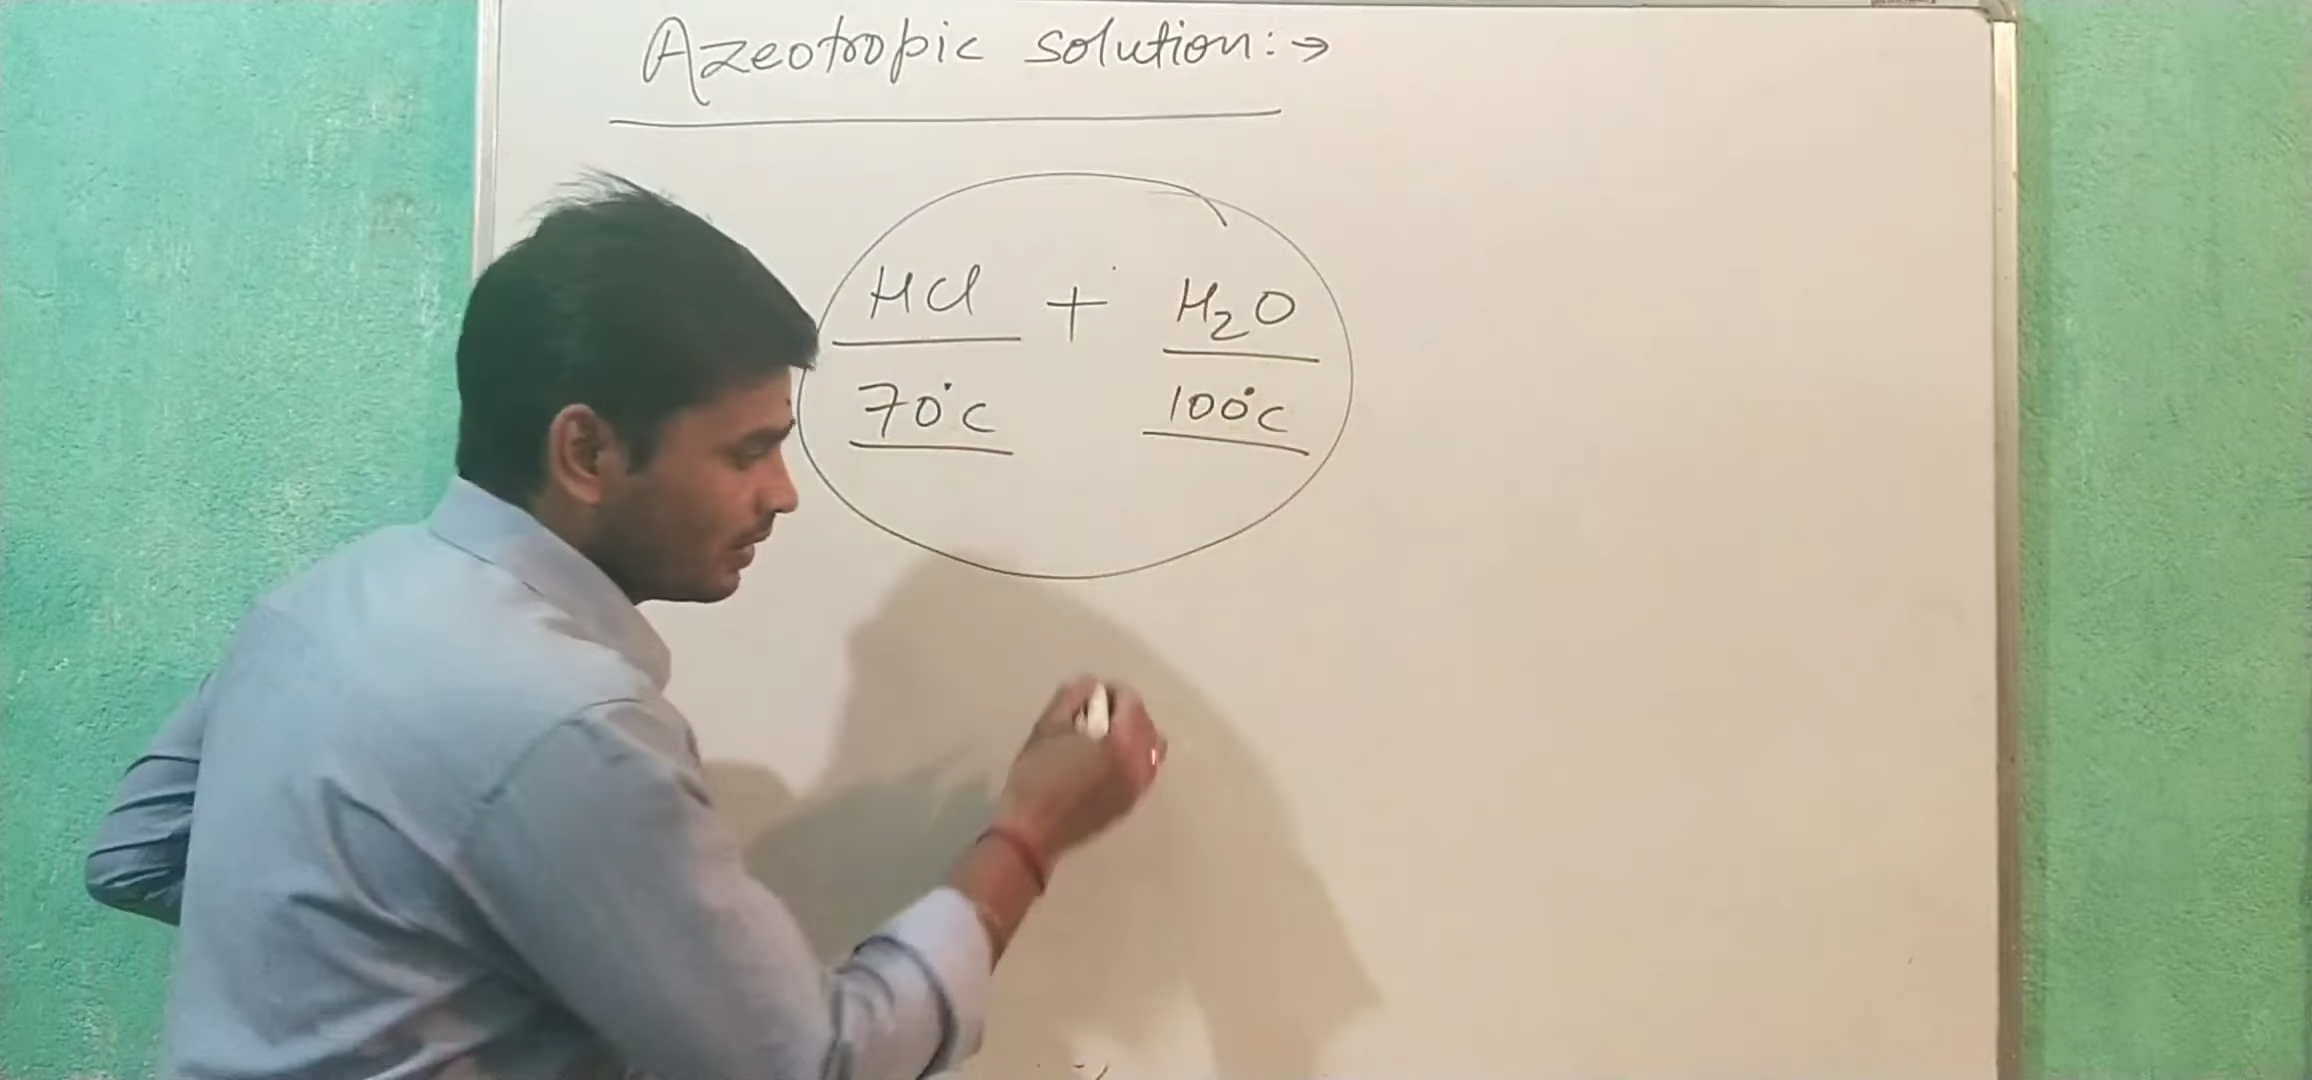 Azeotropic solution:→
HCl + H₂O
70°C 100°C